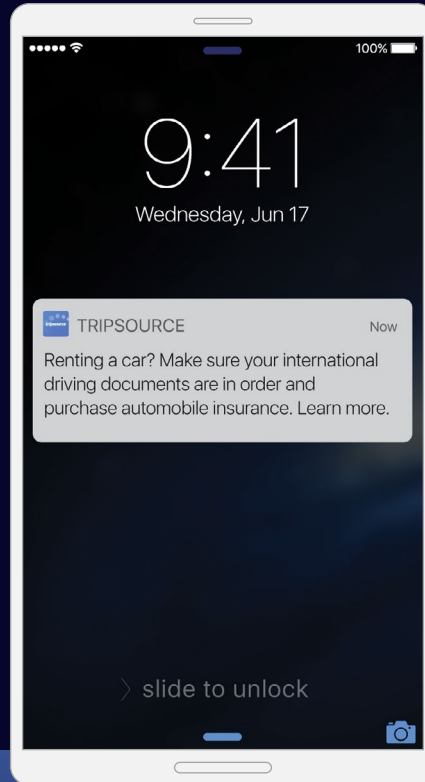 100%
9:41
Wednesday, Jun 17
TRIPSOURCE
Now
Renting a car? Make sure your international
driving documents are in order and
purchase automobile insurance. Learn more.
> slide to unlock